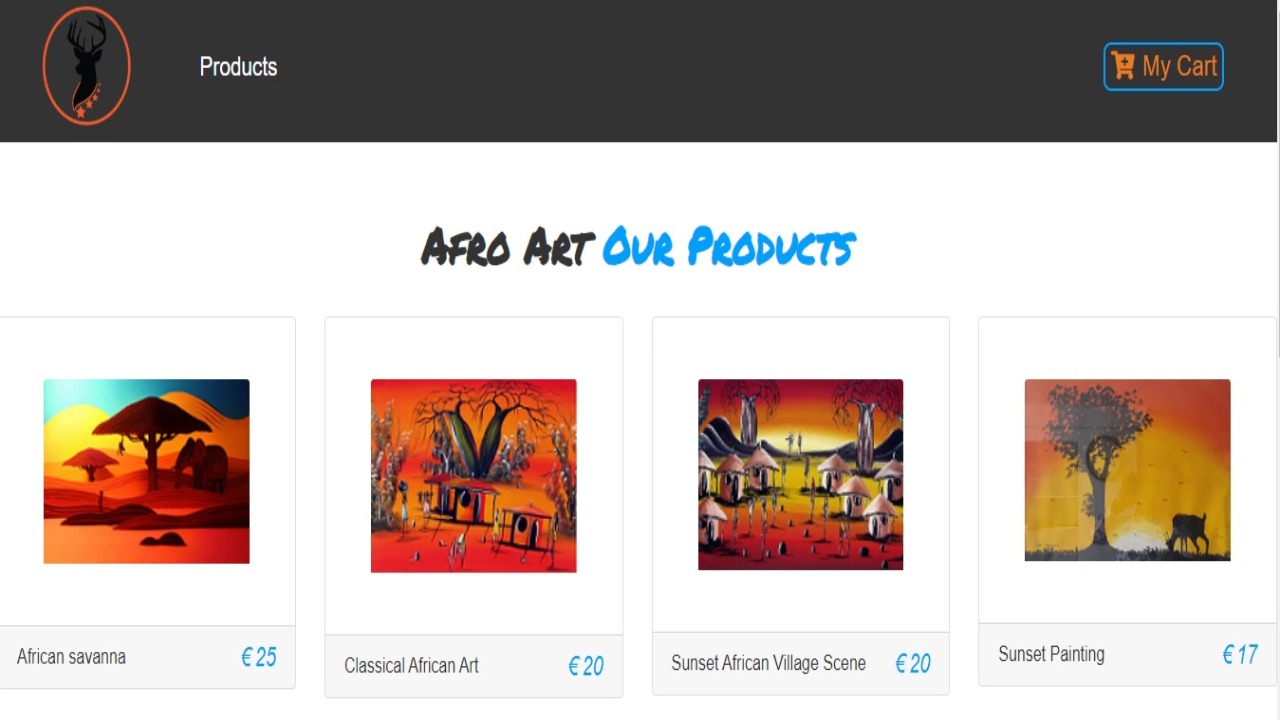 Products
My Cart
Afro Art Our Products
African savanna € 25
Classical African Art € 20
Sunset African Village Scene € 20
Sunset Painting € 17